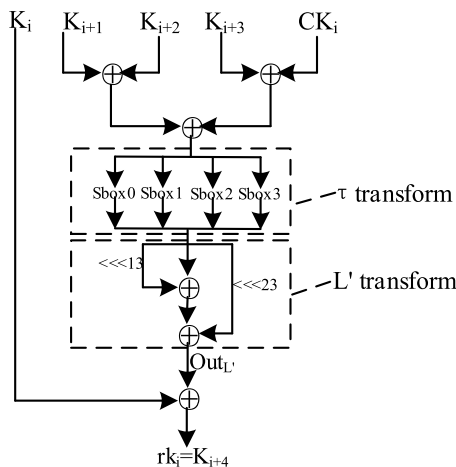 K_i K_{i+1} K_{i+2} K_{i+3} CK_i
Sbox0 Sbox1 Sbox2 Sbox3
τ transform
<<<13
<<<23
L' transform
Out_{L'}
rk_i=K_{i+4}